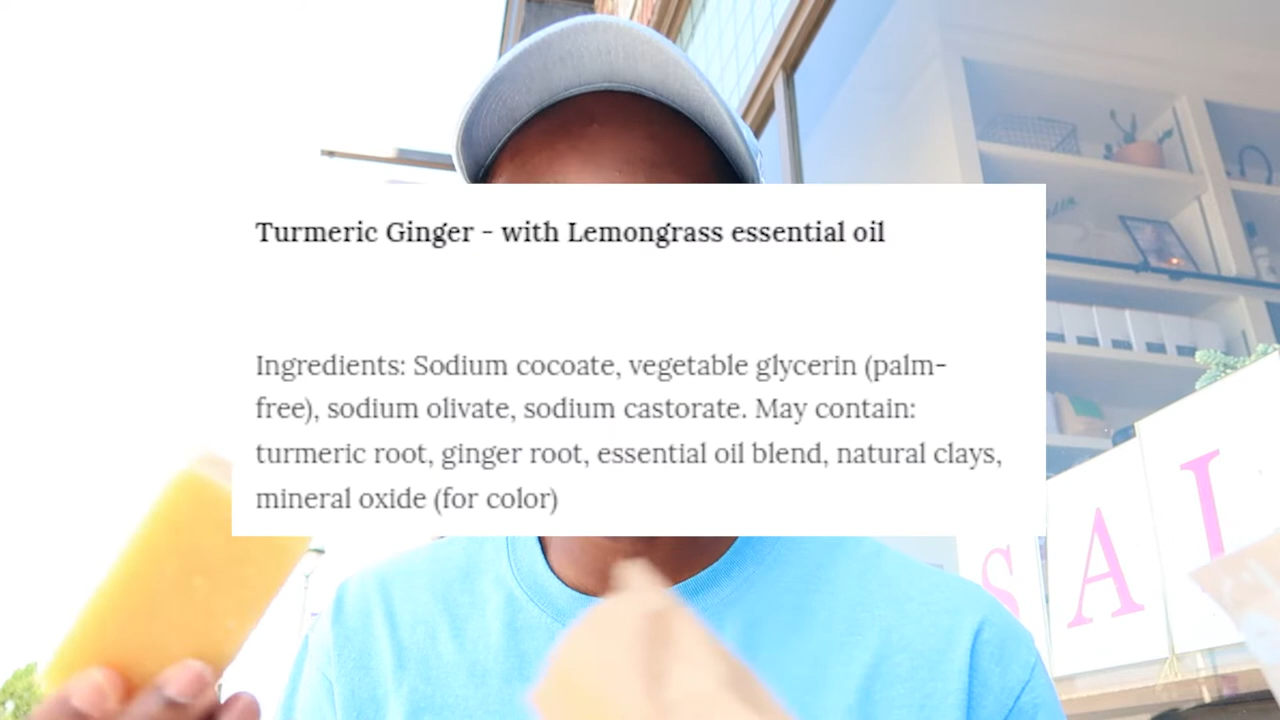 Turmeric Ginger - with Lemongrass essential oil
Ingredients: Sodium cocoate, vegetable glycerin (palm-
free), sodium olivate, sodium castorate. May contain:
turmeric root, ginger root, essential oil blend, natural clays,
mineral oxide (for color)
SAL